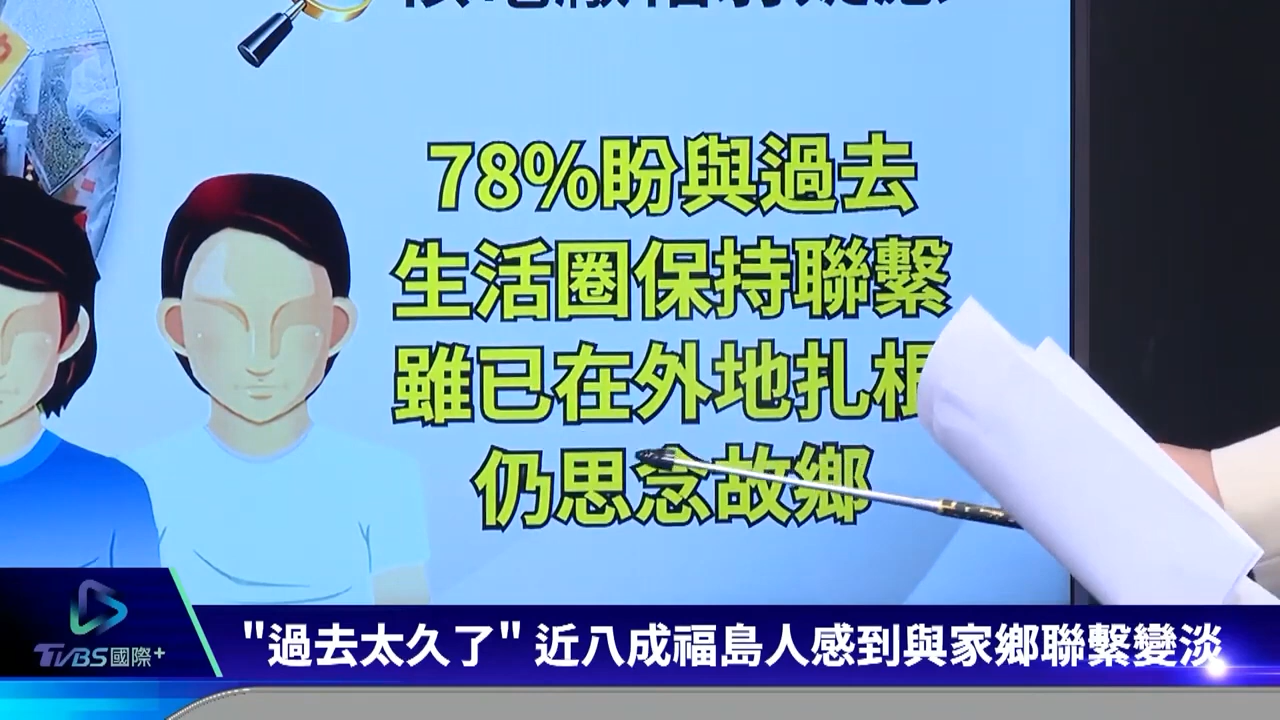 78%盼與過去
生活圈保持聯繫
雖已在外地扎根
仍思念故鄉
"過去太久了" 近八成福島人感到與家鄉聯繫變淡
TVBS國際+